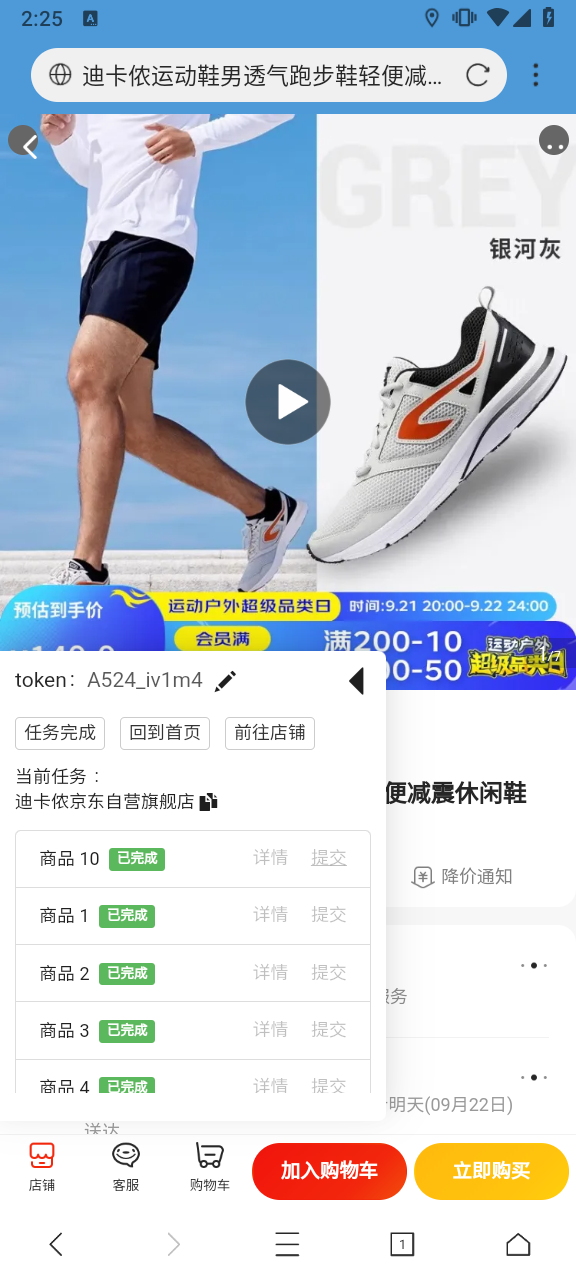 2:25
A
迪卡侬运动鞋男透气跑步鞋轻便减...
GREY
银河灰
预估到手价
运动户外超级品类日
时间:9.21 20:00-9.22 24:00
会员满
满200-10
00-50
运动户外
超级品类日
token: A524_iv1m4
任务完成 回到首页 前往店铺
便减震休闲鞋
当前任务：
迪卡侬京东自营旗舰店
商品 10 已完成 详情 提交
降价通知
商品 1 已完成 详情 提交
商品 2 已完成 详情 提交
服务
商品 3 已完成 详情 提交
商品 4 已完成 详情 提交
明天(09月22日)
送达
店铺 客服 购物车 加入购物车 立即购买
1